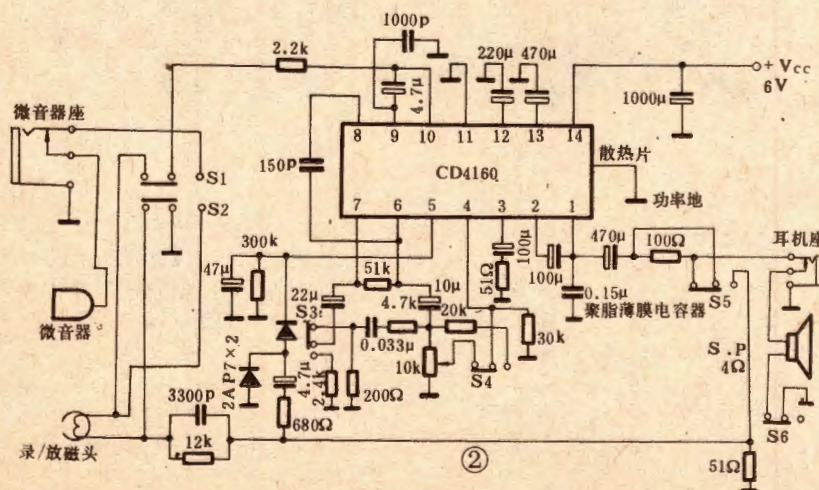 1000p
2.2k
220μ
470μ
4.7μ
1000μ
+ Vcc
6V
微音器座
8
9
10
11
12
13
14
150p
CD4160
散热片
功率地
S1
S2
7
6
5
4
3
2
1
47μ
300k
51k
10μ
100μ
51Ω
100μ
470μ
100Ω
耳机座
22μ
4.7k
20k
0.15μ
聚脂薄膜电容器
S5
微音器
S3
0.033μ
30k
S.P
4Ω
2AP7×2
4.7μ
2.4k
200Ω
10k
S4
S6
3300p
680Ω
12k
录/放磁头
②
51Ω